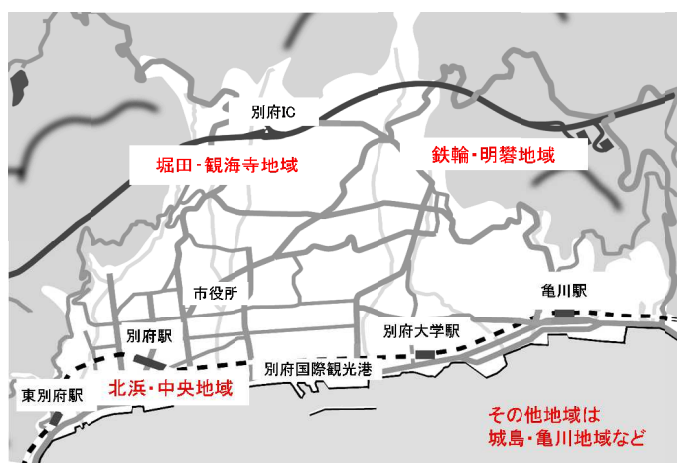 別府IC
堀田-観海寺地域
鉄輪・明礬地域
亀川駅
市役所
別府駅
別府大学駅
別府国際観光港
北浜・中央地域
東別府駅
その他地域は
城島・亀川地域など